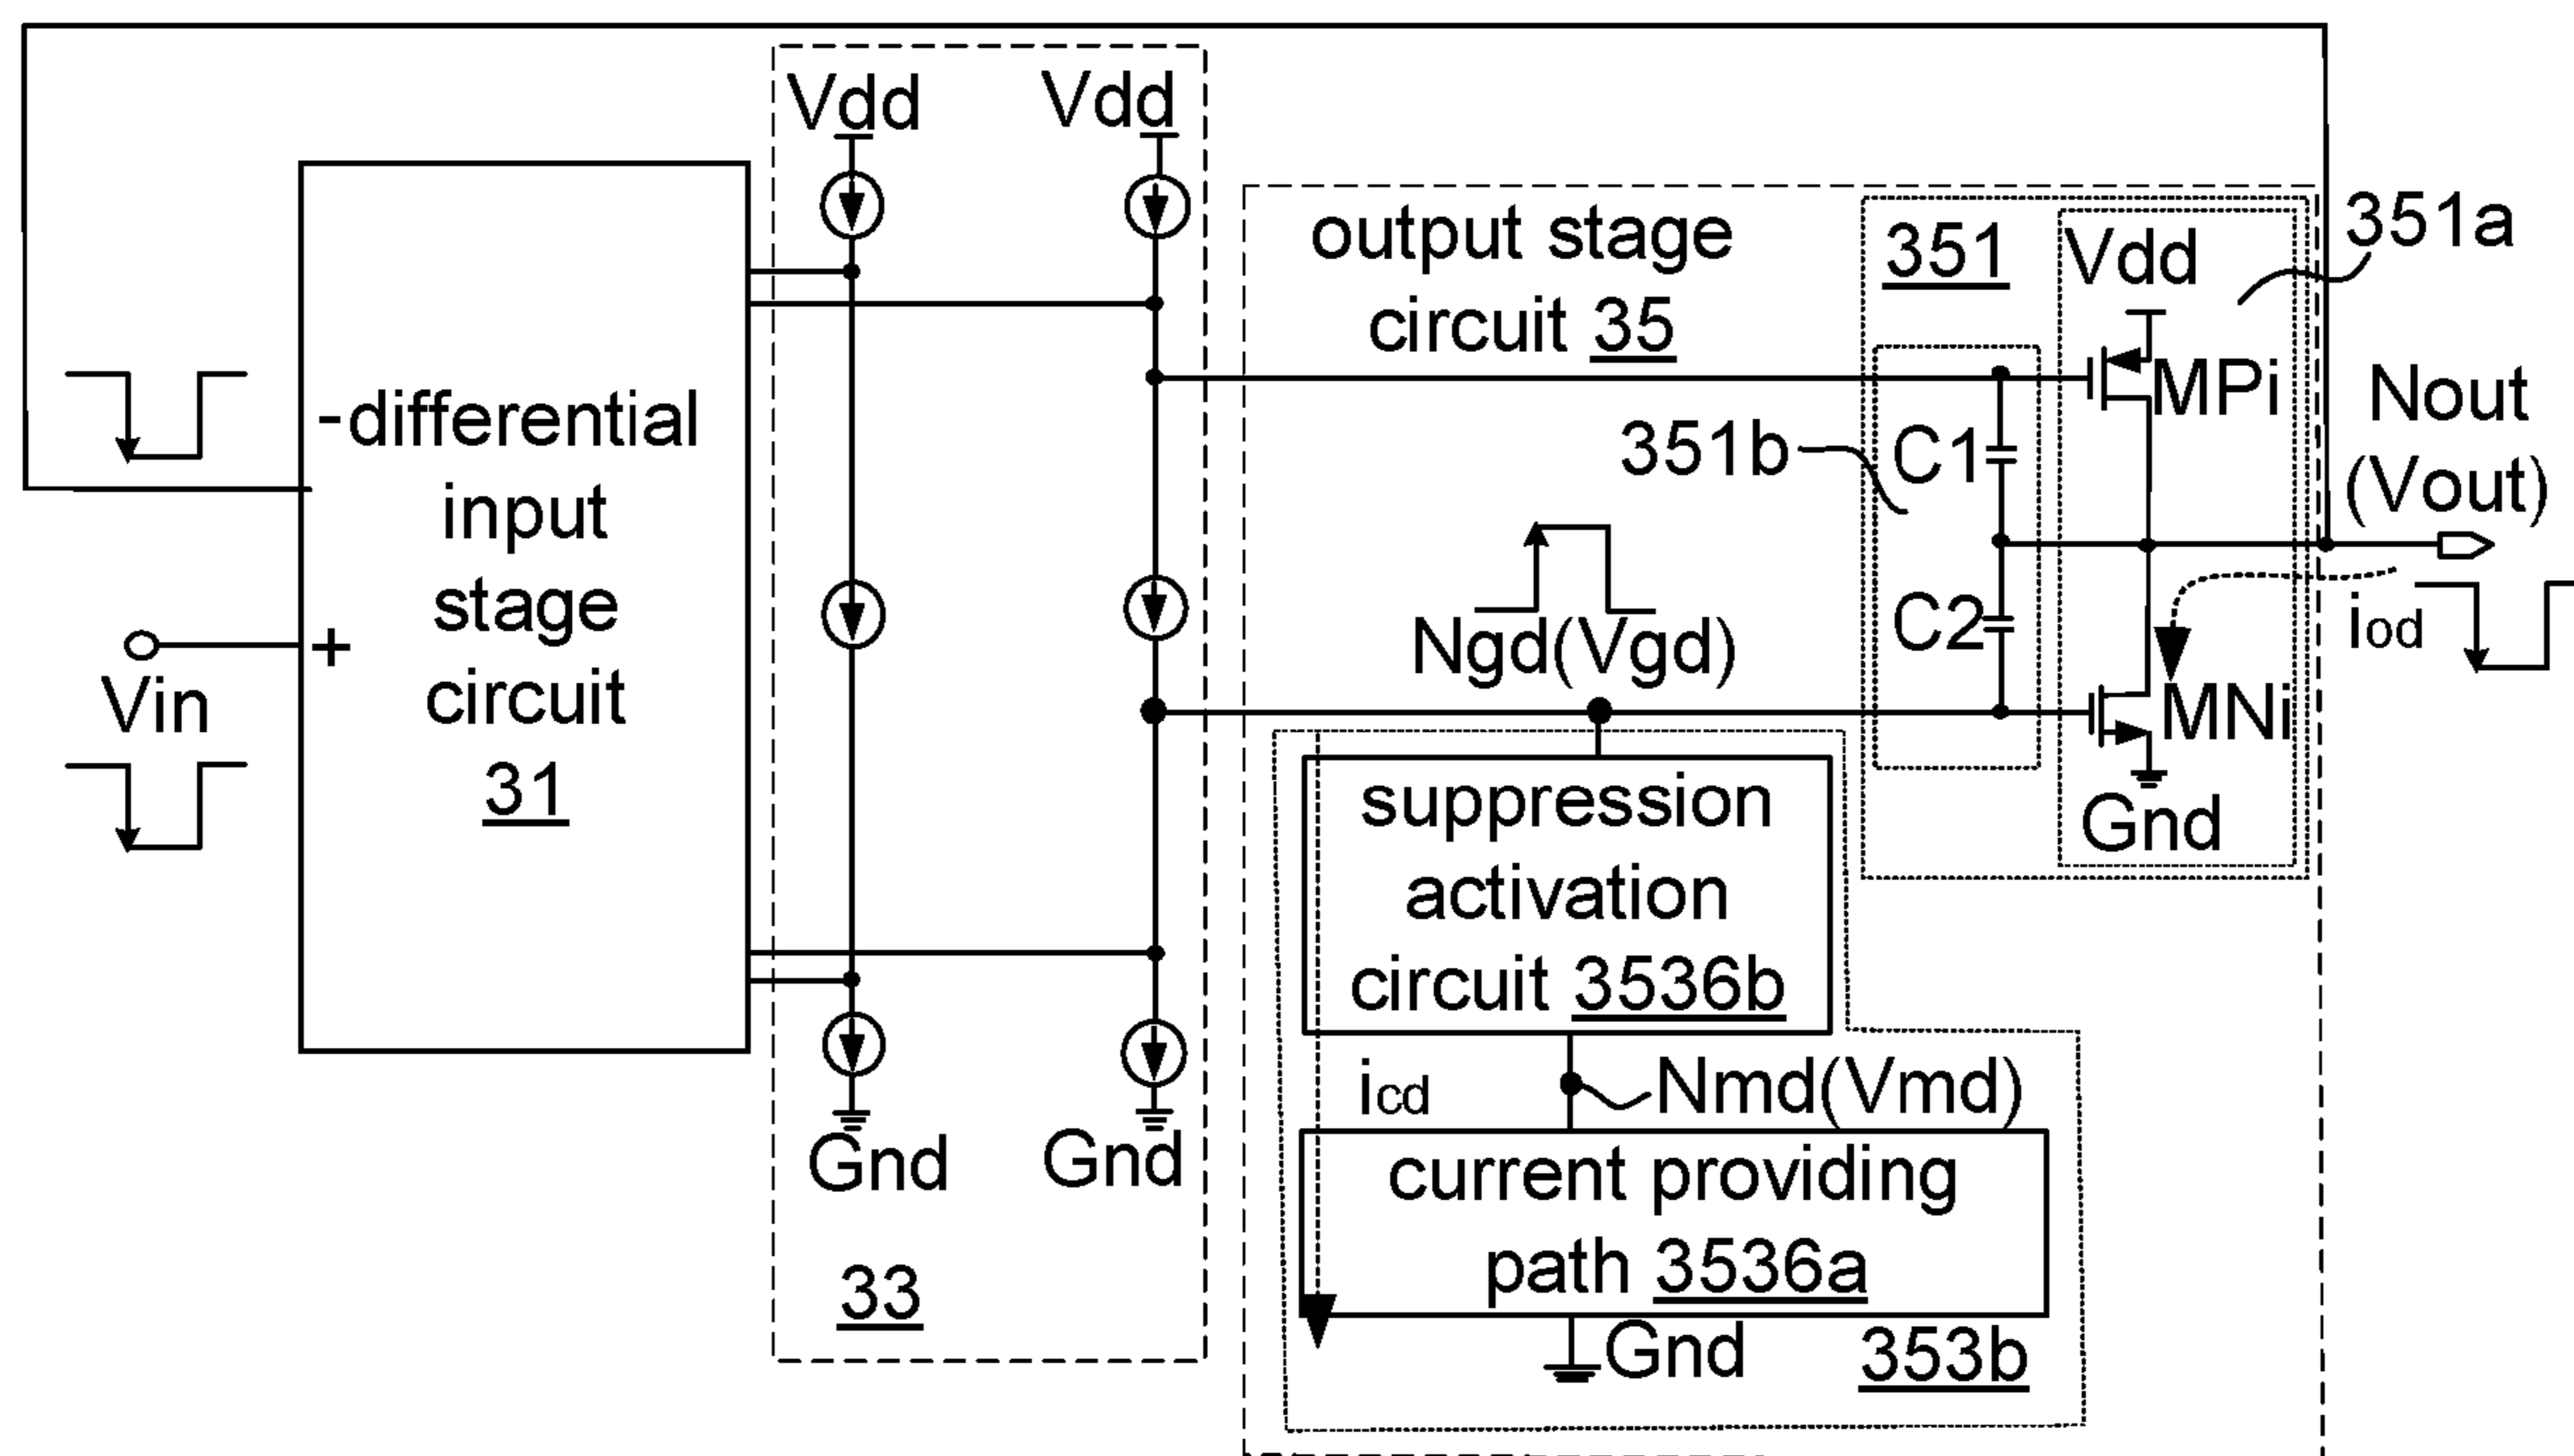 Vdd
Vdd
-differential
input
stage
circuit
31
+
Vin
33
Gnd
Gnd
output stage
circuit 35
351
Vdd
351a
MPi
351b
C1
C2
Nout
(Vout)
iod
MNi
Gnd
Ngd(Vgd)
suppression
activation
circuit 3536b
icd
Nmd(Vmd)
current providing
path 3536a
Gnd
353b